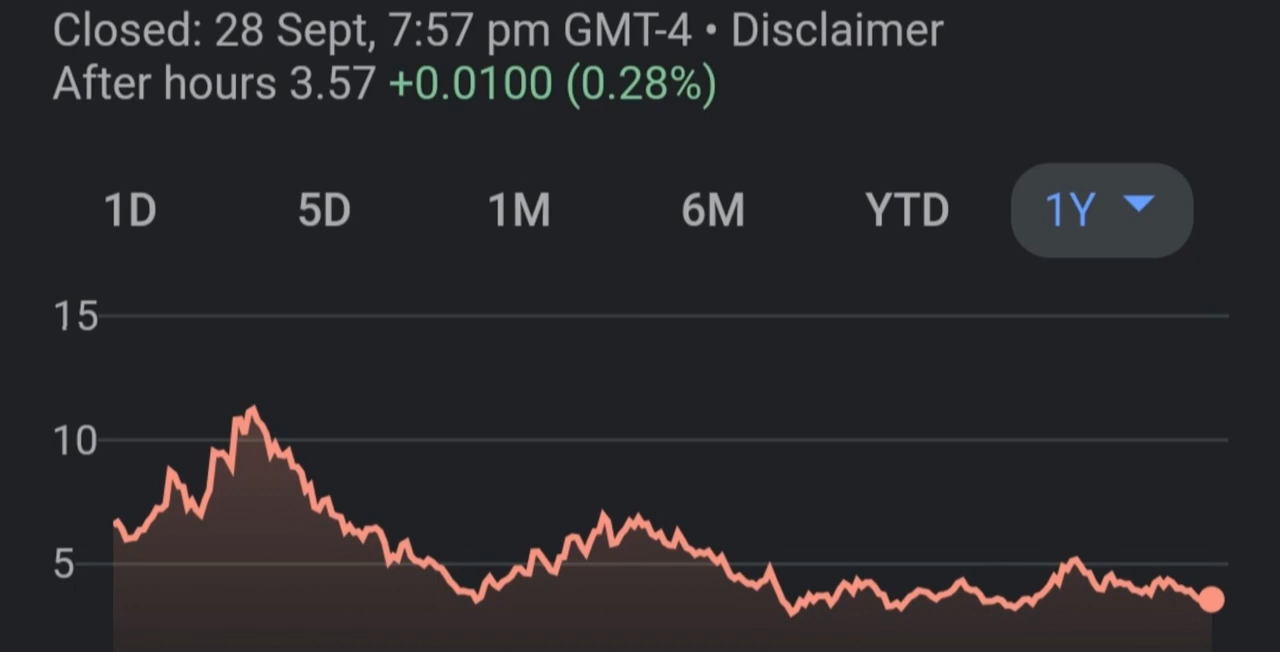 Closed: 28 Sept, 7:57 pm GMT-4 • Disclaimer
After hours 3.57 +0.0100 (0.28%)
1D 5D 1M 6M YTD 1Y
15
10
5